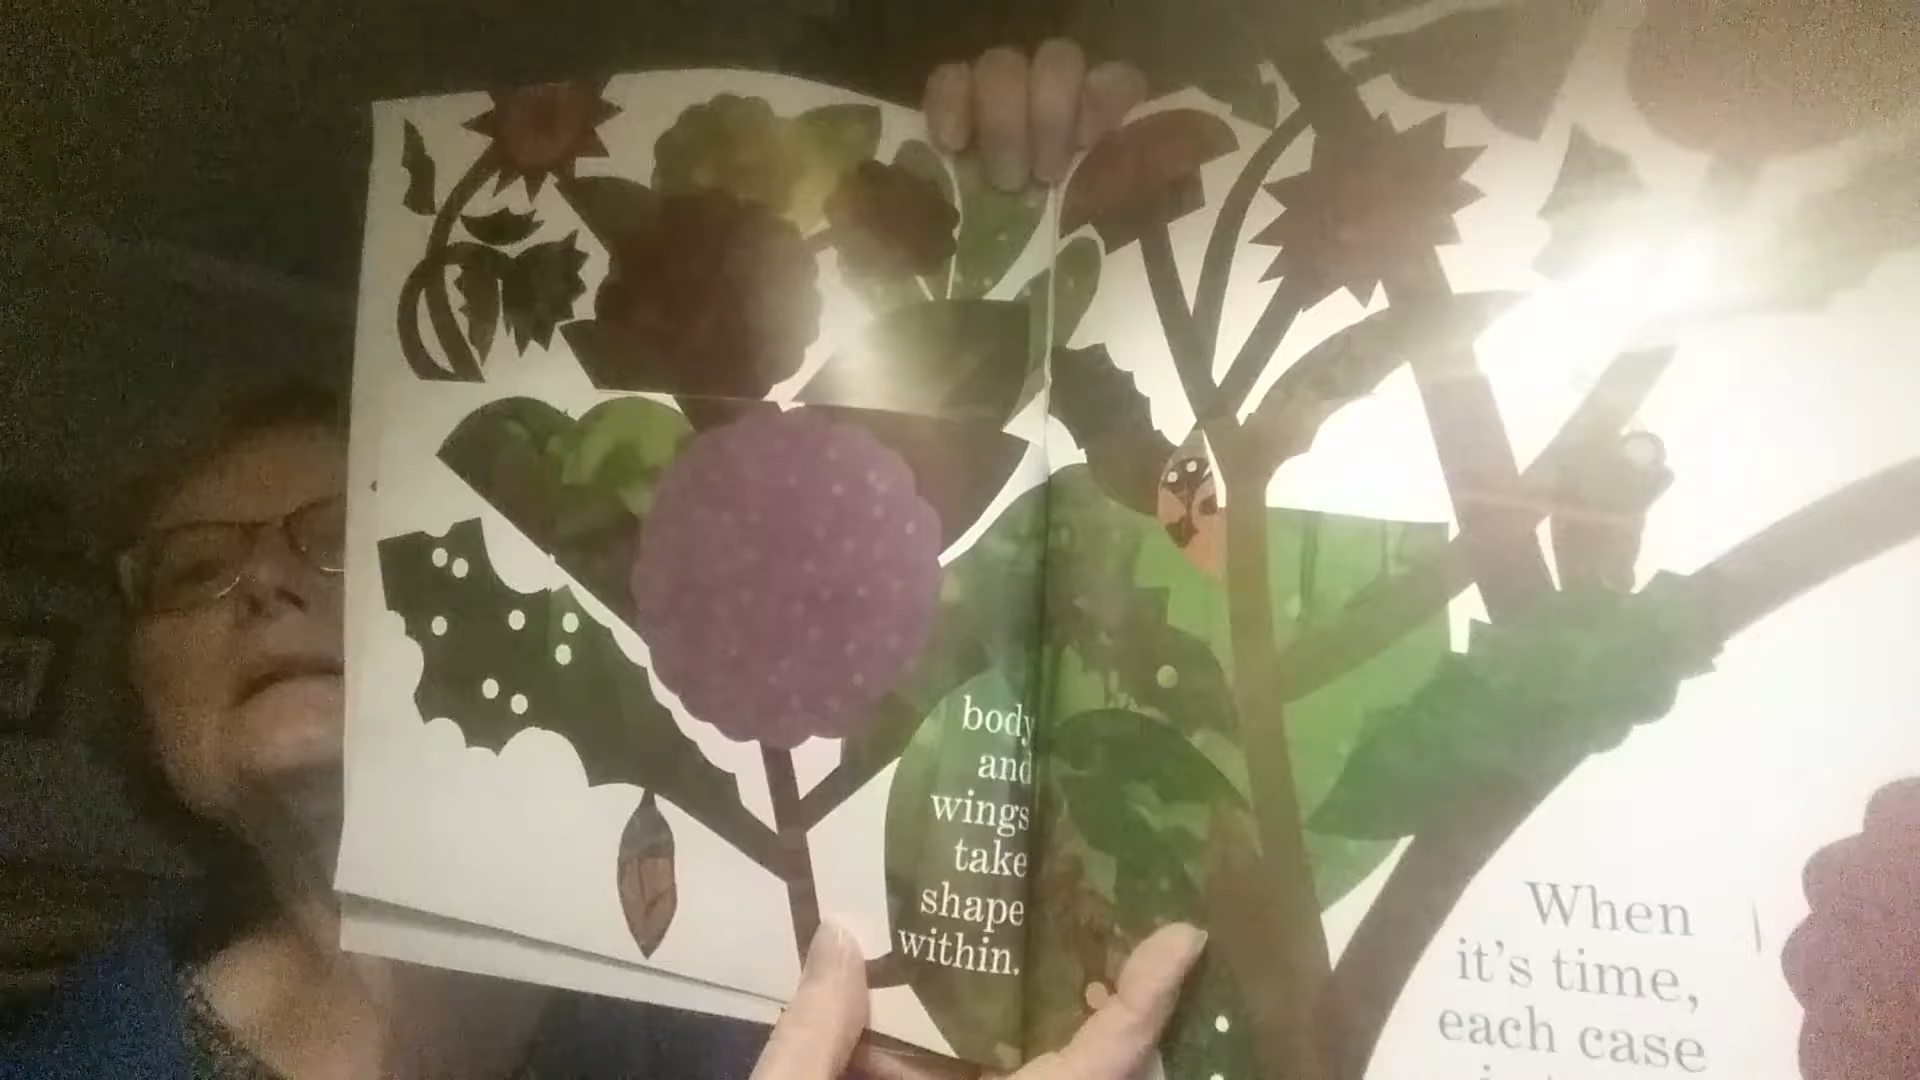 body
and
wings
take
shape
within.
When
it's time,
each case